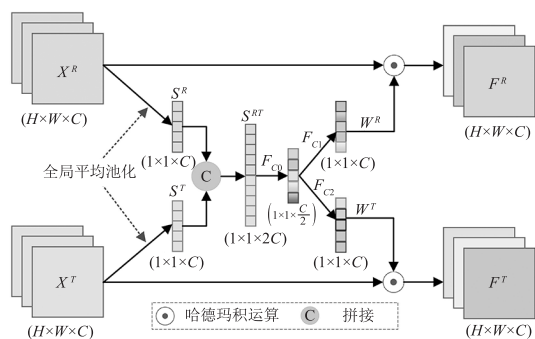 X^R
(H×W×C)
F^R
(H×W×C)
S^R
(1×1×C)
全局平均池化
C
S^RT
(1×1×2C)
F_C0
(1×1×C/2)
F_C1
W^R
(1×1×C)
F_C2
W^T
(1×1×C)
S^T
(1×1×C)
X^T
(H×W×C)
F^T
(H×W×C)
哈德玛积运算
C 拼接